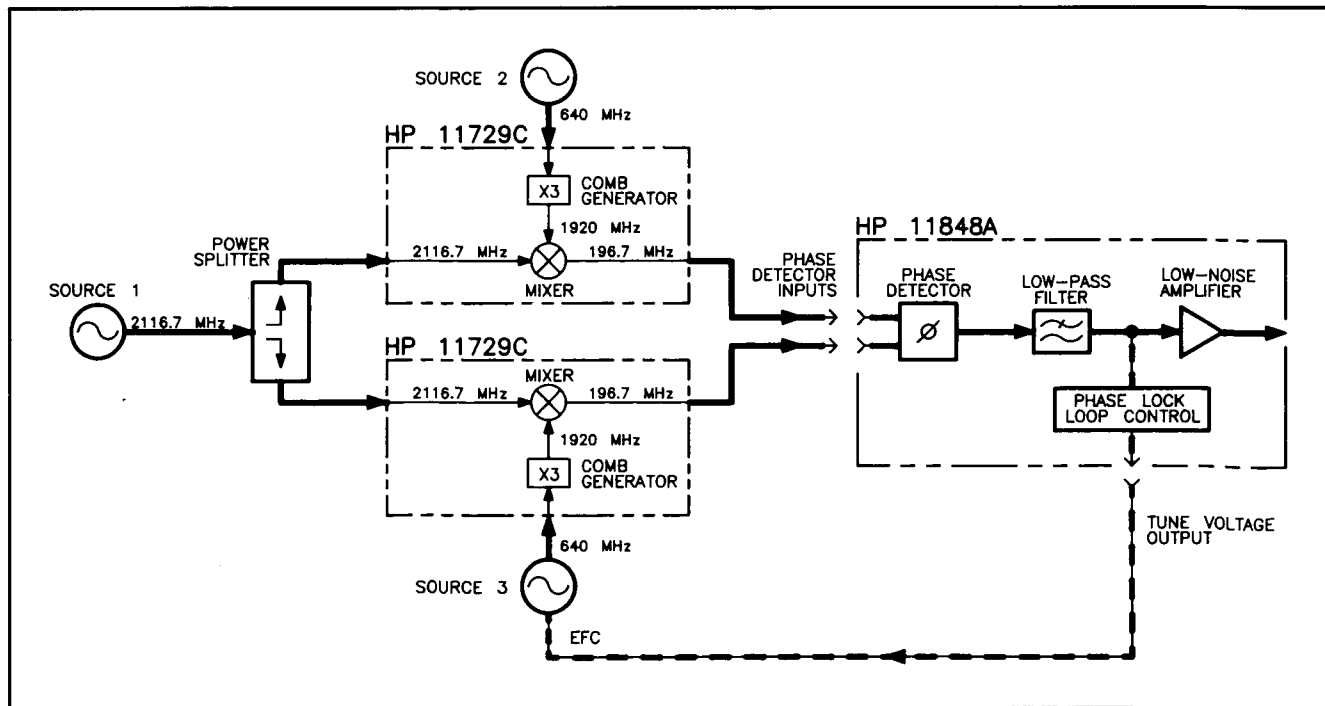 SOURCE 2
640 MHz
HP 11729C
X3
COMB
GENERATOR
1920 MHz
2116.7 MHz
196.7 MHz
MIXER
POWER
SPLITTER
SOURCE 1
2116.7 MHz
HP 11729C
MIXER
2116.7 MHz
196.7 MHz
1920 MHz
X3
COMB
GENERATOR
640 MHz
SOURCE 3
EFC
PHASE
DETECTOR
INPUTS
HP 11848A
PHASE
DETECTOR
ø
LOW-PASS
FILTER
LOW-NOISE
AMPLIFIER
PHASE LOCK
LOOP CONTROL
TUNE VOLTAGE
OUTPUT